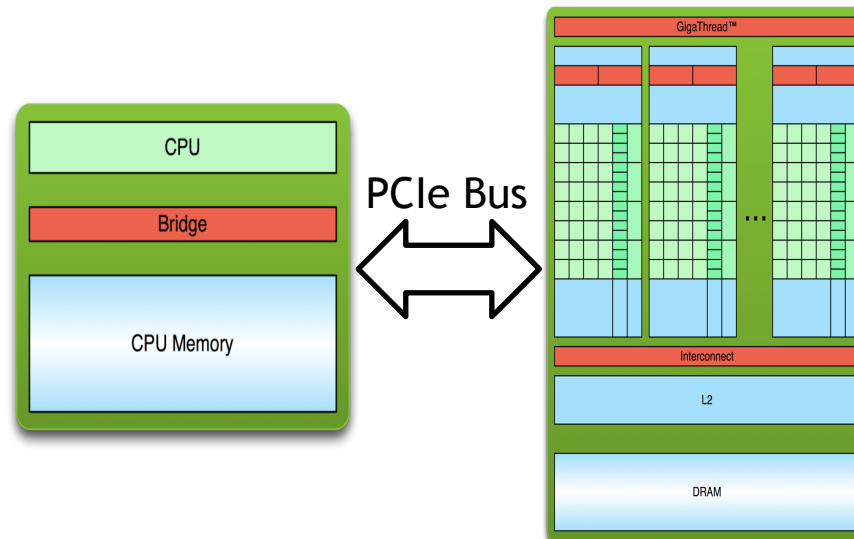 CPU
Bridge
CPU Memory
PCIe Bus
GigaThread™
...
Interconnect
L2
DRAM